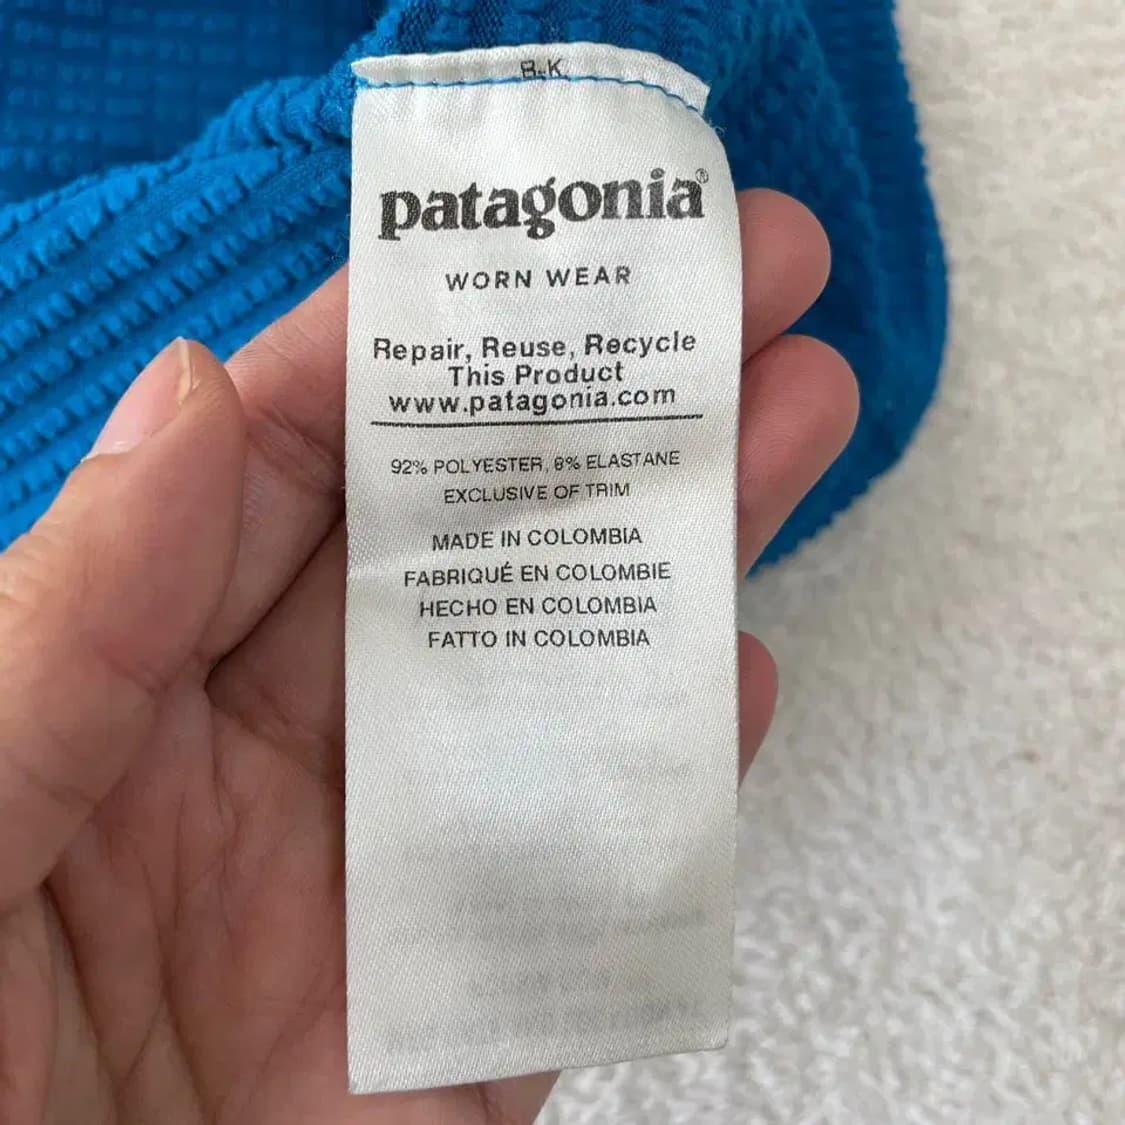 patagonia®
WORN WEAR
Repair, Reuse, Recycle
This Product
www.patagonia.com
92% POLYESTER, 8% ELASTANE
EXCLUSIVE OF TRIM
MADE IN COLOMBIA
FABRIQUÉ EN COLOMBIE
HECHO EN COLOMBIA
FATTO IN COLOMBIA